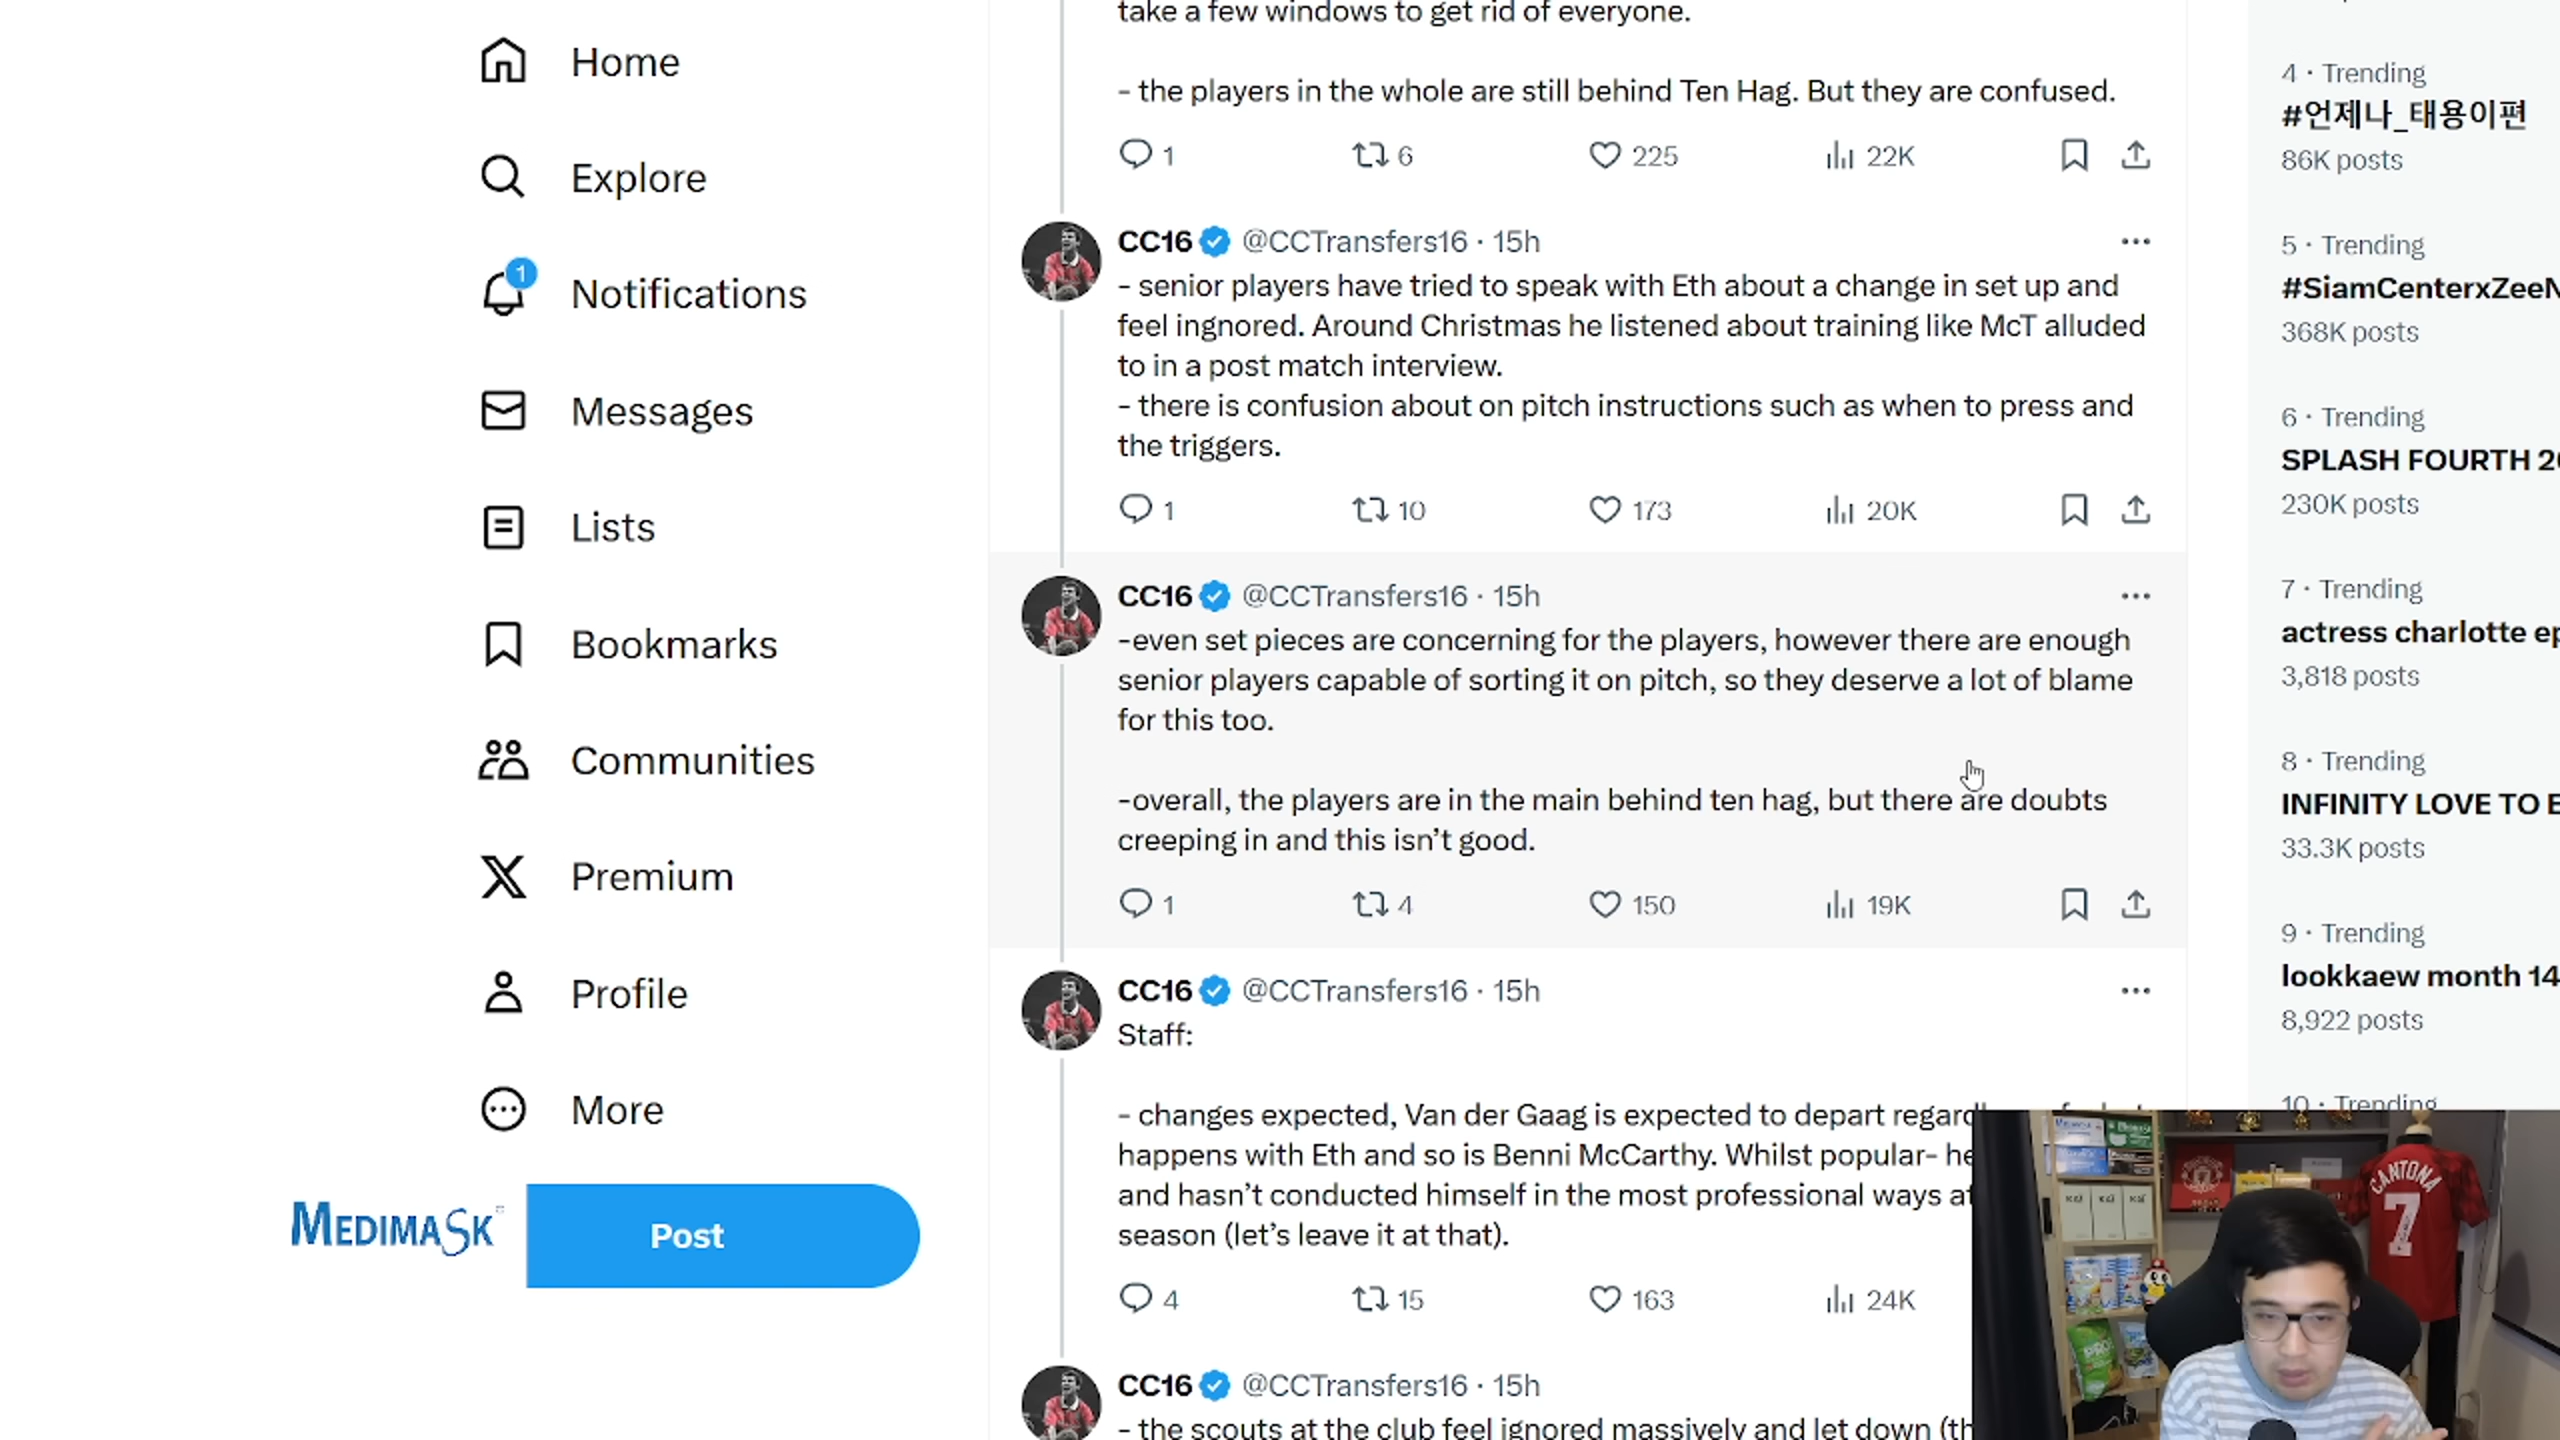 Home
Explore
1
Notifications
Messages
Lists
Bookmarks
Communities
Premium
Profile
More
MEDIMASK
Post
take a few windows to get rid of everyone.
- the players in the whole are still behind Ten Hag. But they are confused.
1 6 225 22K
CC16 @CCTransfers16 · 15h
- senior players have tried to speak with Eth about a change in set up and
feel ingnored. Around Christmas he listened about training like McT alluded
to in a post match interview.
- there is confusion about on pitch instructions such as when to press and
the triggers.
1 10 173 20K
CC16 @CCTransfers16 · 15h
-even set pieces are concerning for the players, however there are enough
senior players capable of sorting it on pitch, so they deserve a lot of blame
for this too.
-overall, the players are in the main behind ten hag, but there are doubts
creeping in and this isn't good.
1 4 150 19K
CC16 @CCTransfers16 · 15h
Staff:
- changes expected, Van der Gaag is expected to depart
happens with Eth and so is Benni McCarthy. Whilst popular- he
and hasn't conducted himself in the most professional ways at
season (let's leave it at that).
4 15 163 24K
CC16 @CCTransfers16 · 15h
- the scouts at the club feel ignored massively and let down
4 · Trending
#언제나_태용이편
86K posts
5 · Trending
#SiamCenterxZeeN
368K posts
6 · Trending
SPLASH FOURTH
230K posts
7 · Trending
actress charlotte
3,818 posts
8 · Trending
INFINITY LOVE TO
33.3K posts
9 · Trending
lookkaew month 14
8,922 posts
10 · Trending
CANTONA
7